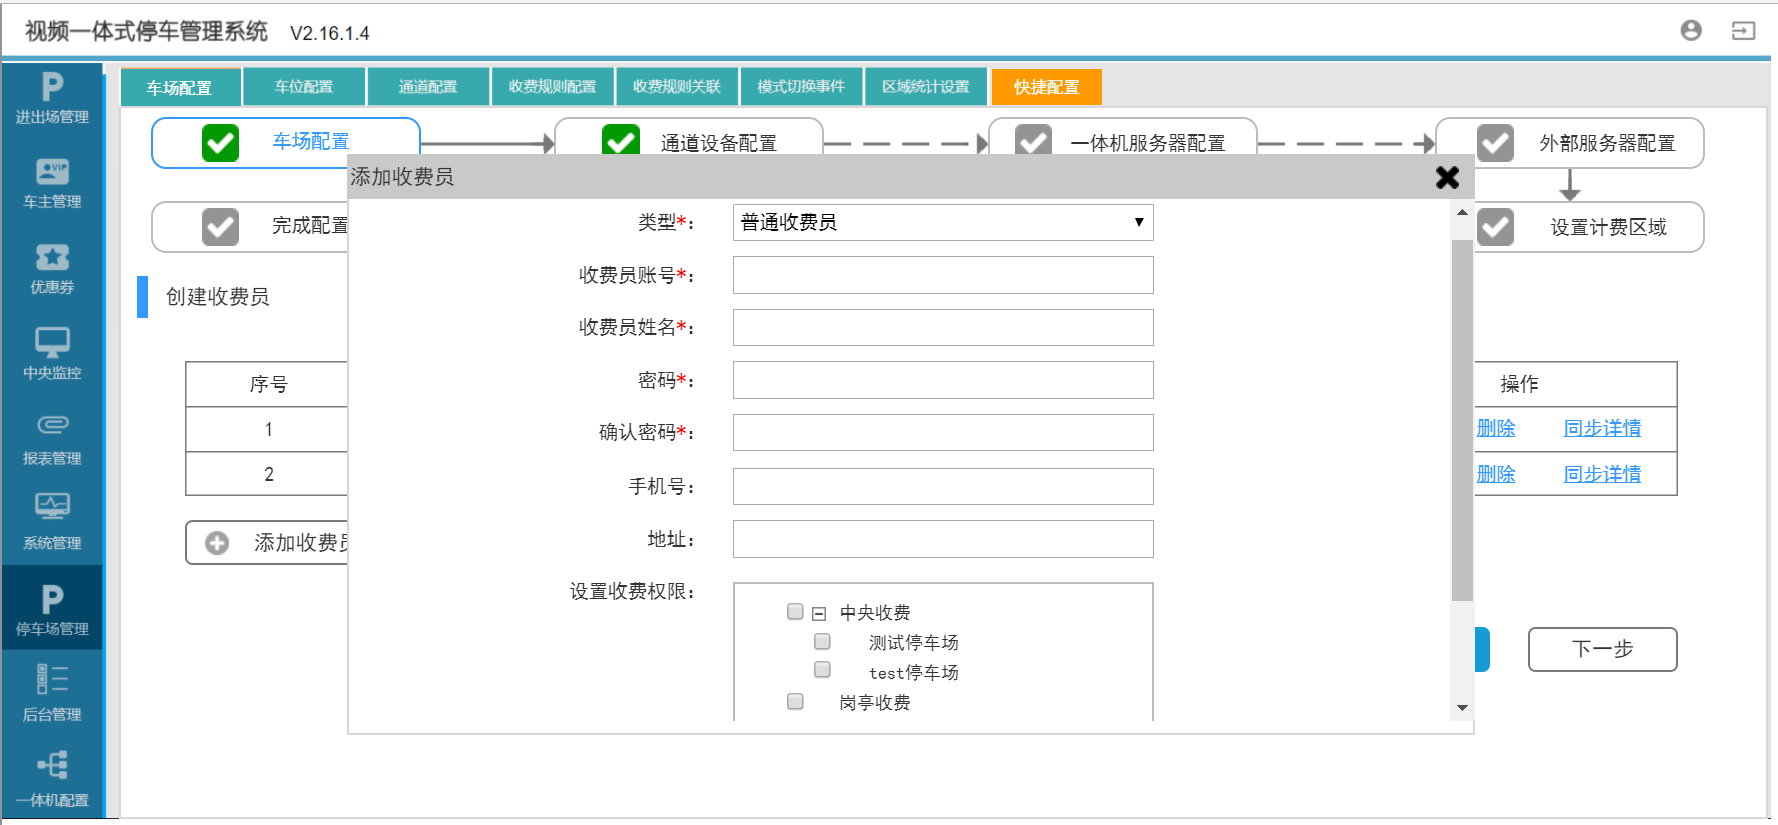 视频一体式停车管理系统 V2.16.1.4
车场配置 车位配置 通道配置 收费规则配置 收费规则关联 模式切换事件 区域统计设置 快捷配置
进出场管理
车主管理
优惠券
中央监控
报表管理
系统管理
停车场管理
后台管理
一体机配置
车场配置 通道设备配置 一体机服务器配置 外部服务器配置
完成配置 设置计费区域
创建收费员
序号 操作
1 删除 同步详情
2 删除 同步详情
添加收费员
下一步
添加收费员
类型*： 普通收费员
收费员账号*：
收费员姓名*：
密码*：
确认密码*：
手机号：
地址：
设置收费权限：
中央收费
测试停车场
test停车场
岗亭收费